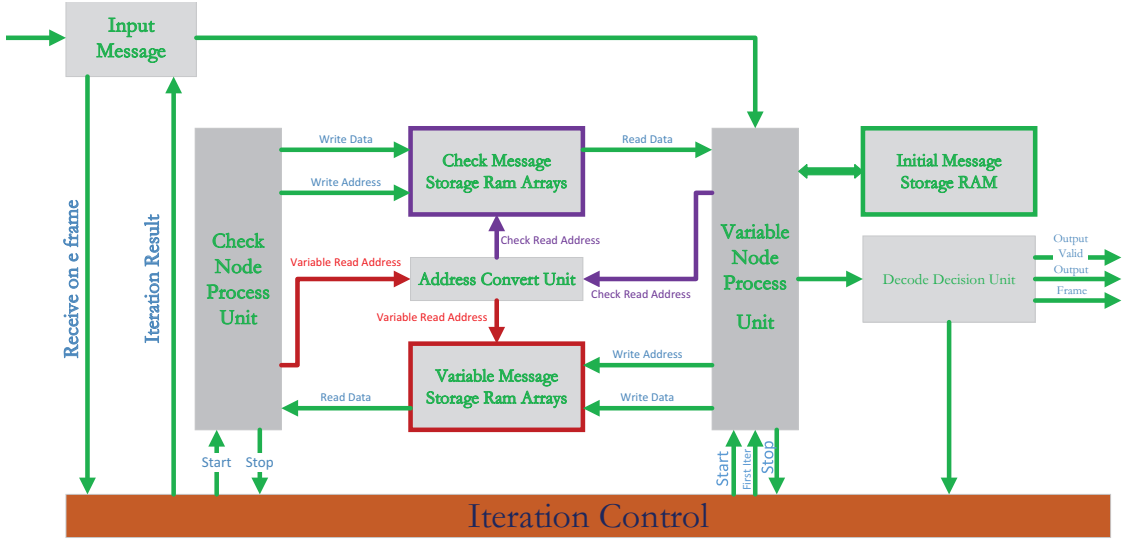 Input
Message
Receive on e frame
Iteration Result
Check
Node
Process
Unit
Write Data
Write Address
Check Message
Storage Ram Arrays
Read Data
Check Read Address
Variable Read Address
Address Convert Unit
Check Read Address
Variable Read Address
Variable Message
Storage Ram Arrays
Read Data
Write Address
Write Data
Variable
Node
Process
Unit
Initial Message
Storage RAM
Decode Decision Unit
Output
Valid
Output
Frame
Start
Stop
Start
First Iter
Stop
Iteration Control